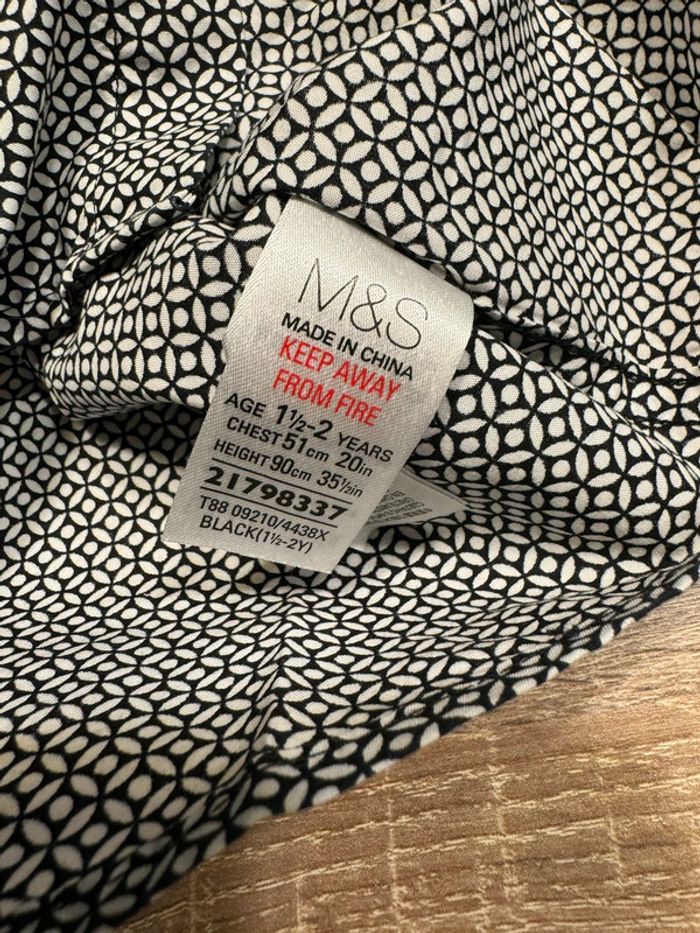 M&S
MADE IN CHINA
KEEP AWAY
FROM FIRE
AGE 1½-2 YEARS
CHEST 51cm 20in
HEIGHT 90cm 35½in
21798337
T88 09210/4438X
BLACK(1½-2Y)